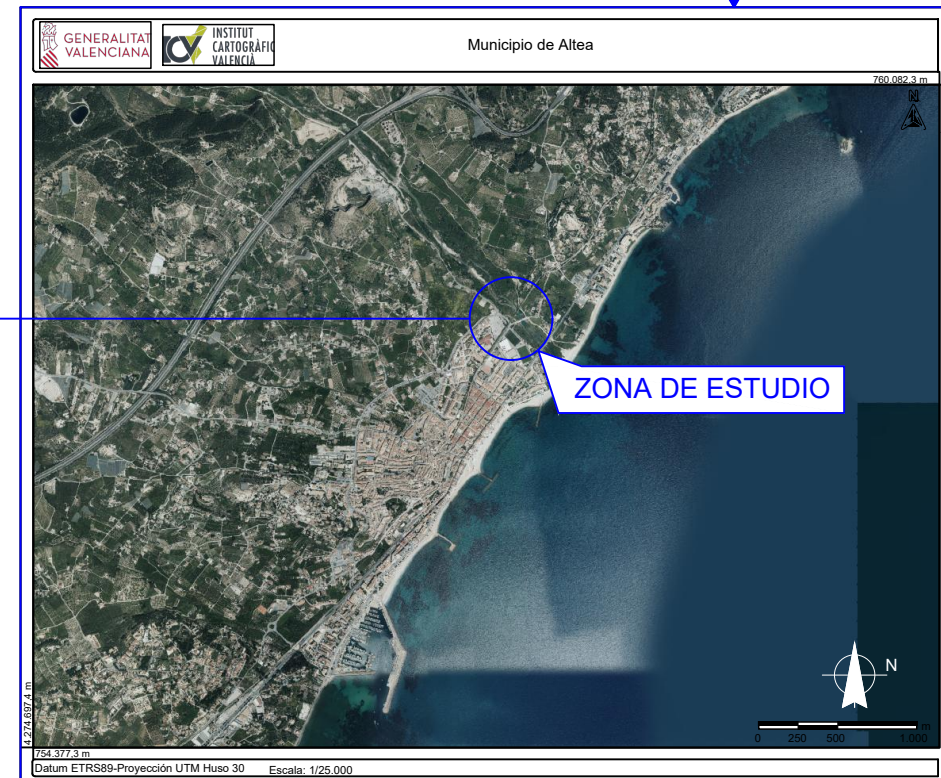 GENERALITAT
VALENCIANA
INSTITUT
CARTOGRÀFIC
VALENCIÀ
Municipio de Altea
760.082,3 m
N
ZONA DE ESTUDIO
N
m
0 250 500 1.000
4.274.697,4 m
754.377,3 m
Datum ETRS89-Proyección UTM Huso 30 Escala: 1/25.000